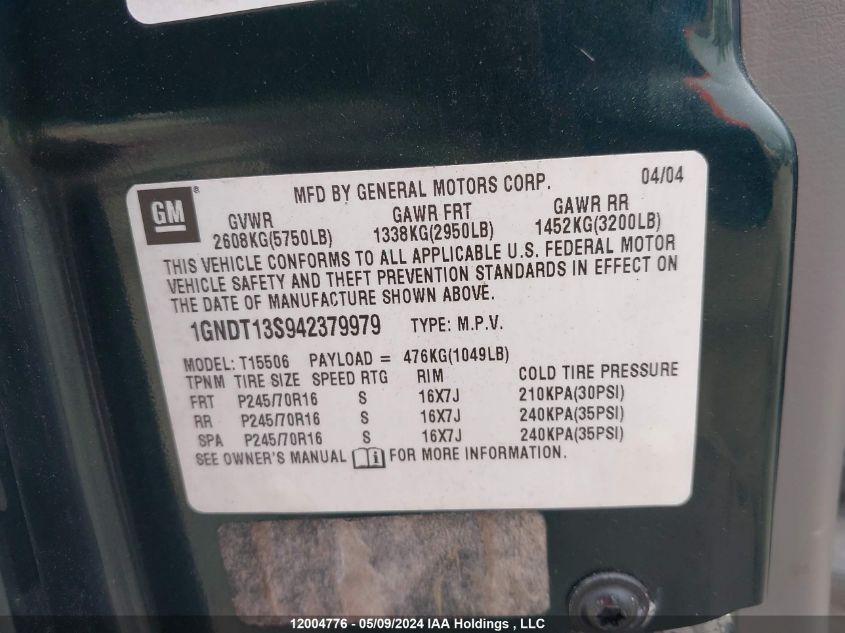 GM ®
MFD BY GENERAL MOTORS CORP. 04/04
GVWR GAWR FRT GAWR RR
2608KG(5750LB) 1338KG(2950LB) 1452KG(3200LB)
THIS VEHICLE CONFORMS TO ALL APPLICABLE U.S. FEDERAL MOTOR
VEHICLE SAFETY AND THEFT PREVENTION STANDARDS IN EFFECT ON
THE DATE OF MANUFACTURE SHOWN ABOVE.
1GNDT13S942379979 TYPE: M.P.V.
MODEL: T15506 PAYLOAD = 476KG(1049LB)
TPNM TIRE SIZE SPEED RTG RIM COLD TIRE PRESSURE
FRT P245/70R16 S 16X7J 210KPA(30PSI)
RR P245/70R16 S 16X7J 240KPA(35PSI)
SPA P245/70R16 S 16X7J 240KPA(35PSI)
SEE OWNER'S MANUAL i FOR MORE INFORMATION.
12004776 - 05/09/2024 IAA Holdings , LLC